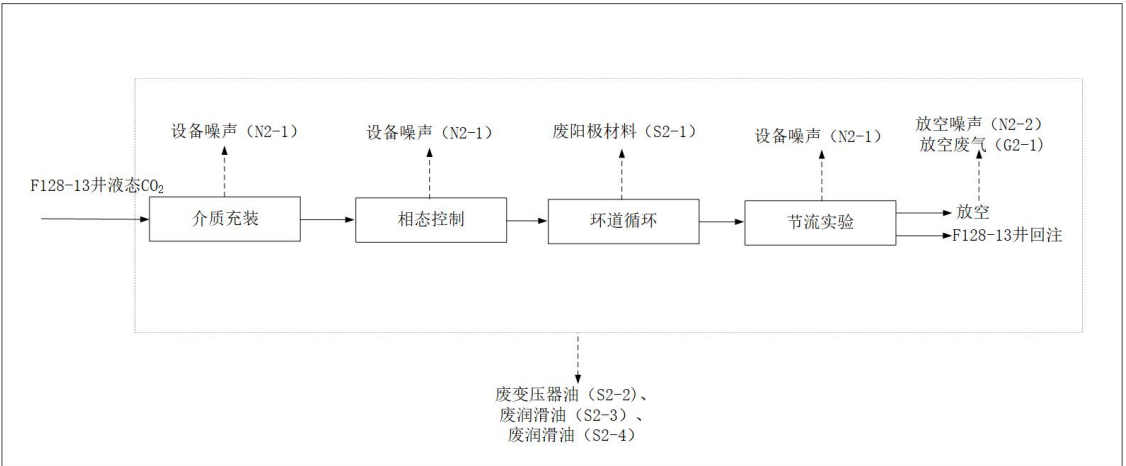 设备噪声（N2-1）
设备噪声（N2-1）
废阳极材料（S2-1）
设备噪声（N2-1）
放空噪声（N2-2）
放空废气（G2-1)
F128-13井液态CO₂
介质充装
相态控制
环道循环
节流实验
放空
F128-13井回注
废变压器油（S2-2）、
废润滑油（S2-3）、
废润滑油（S2-4）